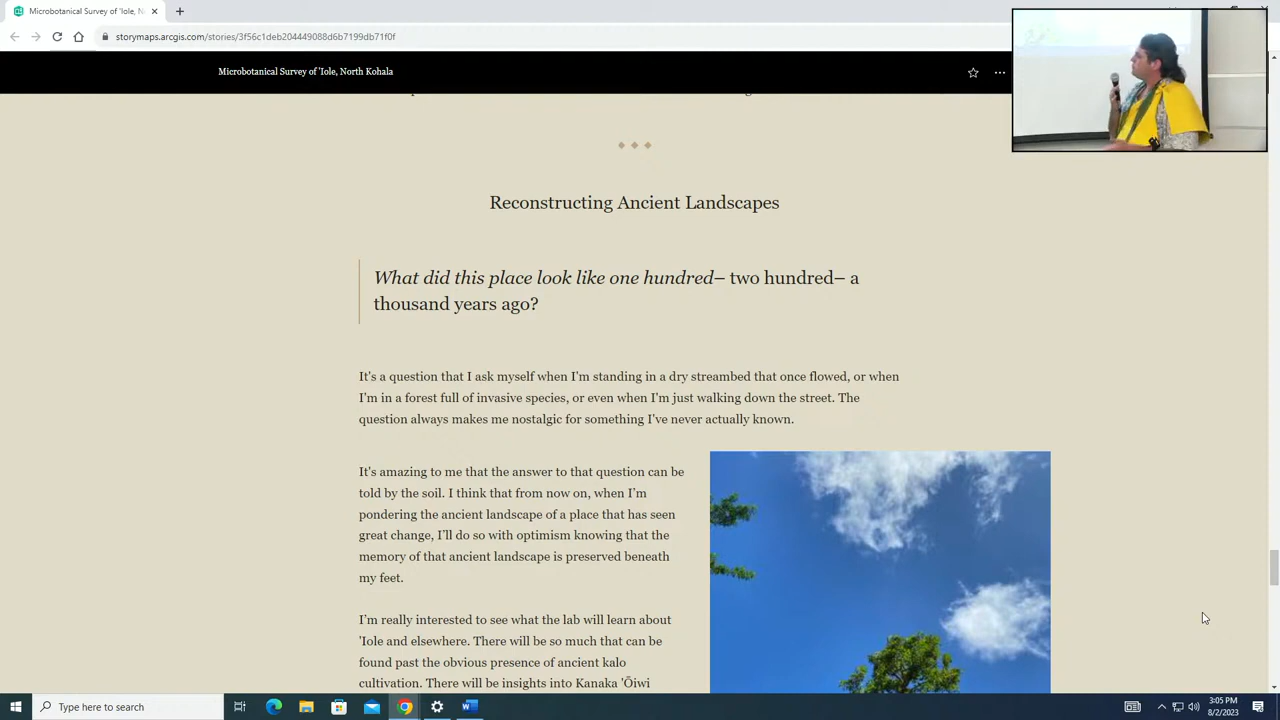 Microbotanical Survey of 'Iole, N
storymaps.arcgis.com/stories/3f56c1deb204449088d6b7199db71f0f
Microbotanical Survey of 'Iole, North Kohala
Reconstructing Ancient Landscapes
What did this place look like one hundred– two hundred– a
thousand years ago?
It's a question that I ask myself when I'm standing in a dry streambed that once flowed, or when
I'm in a forest full of invasive species, or even when I'm just walking down the street. The
question always makes me nostalgic for something I've never actually known.
It's amazing to me that the answer to that question can be
told by the soil. I think that from now on, when I’m
pondering the ancient landscape of a place that has seen
great change, I’ll do so with optimism knowing that the
memory of that ancient landscape is preserved beneath
my feet.
I’m really interested to see what the lab will learn about
'Iole and elsewhere. There will be so much that can be
found past the obvious presence of ancient kalo
cultivation. There will be insights into Kanaka 'Ōiwi
Type here to search
3:05 PM
8/2/2023